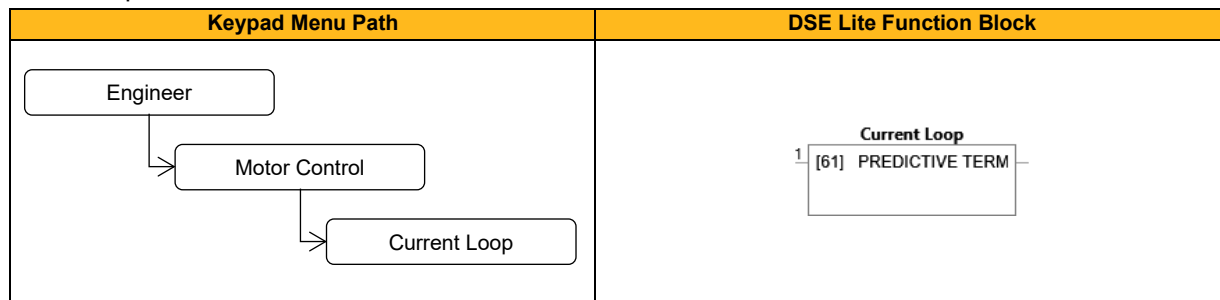 Keypad Menu Path
DSE Lite Function Block
Engineer
Motor Control
Current Loop
Current Loop
1
[61] PREDICTIVE TERM